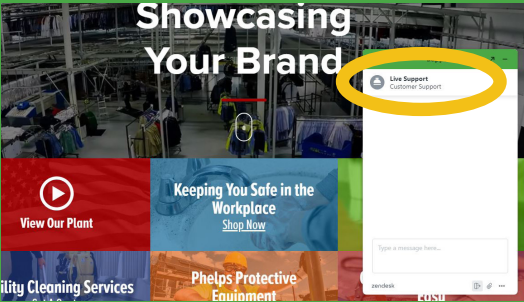 Showcasing
Your Brand
Live Support
Customer Support
View Our Plant
Keeping You Safe in the
Workplace
Shop Now
Type a message here...
ility Cleaning Services
Phelps Protective
Equipment
zendesk